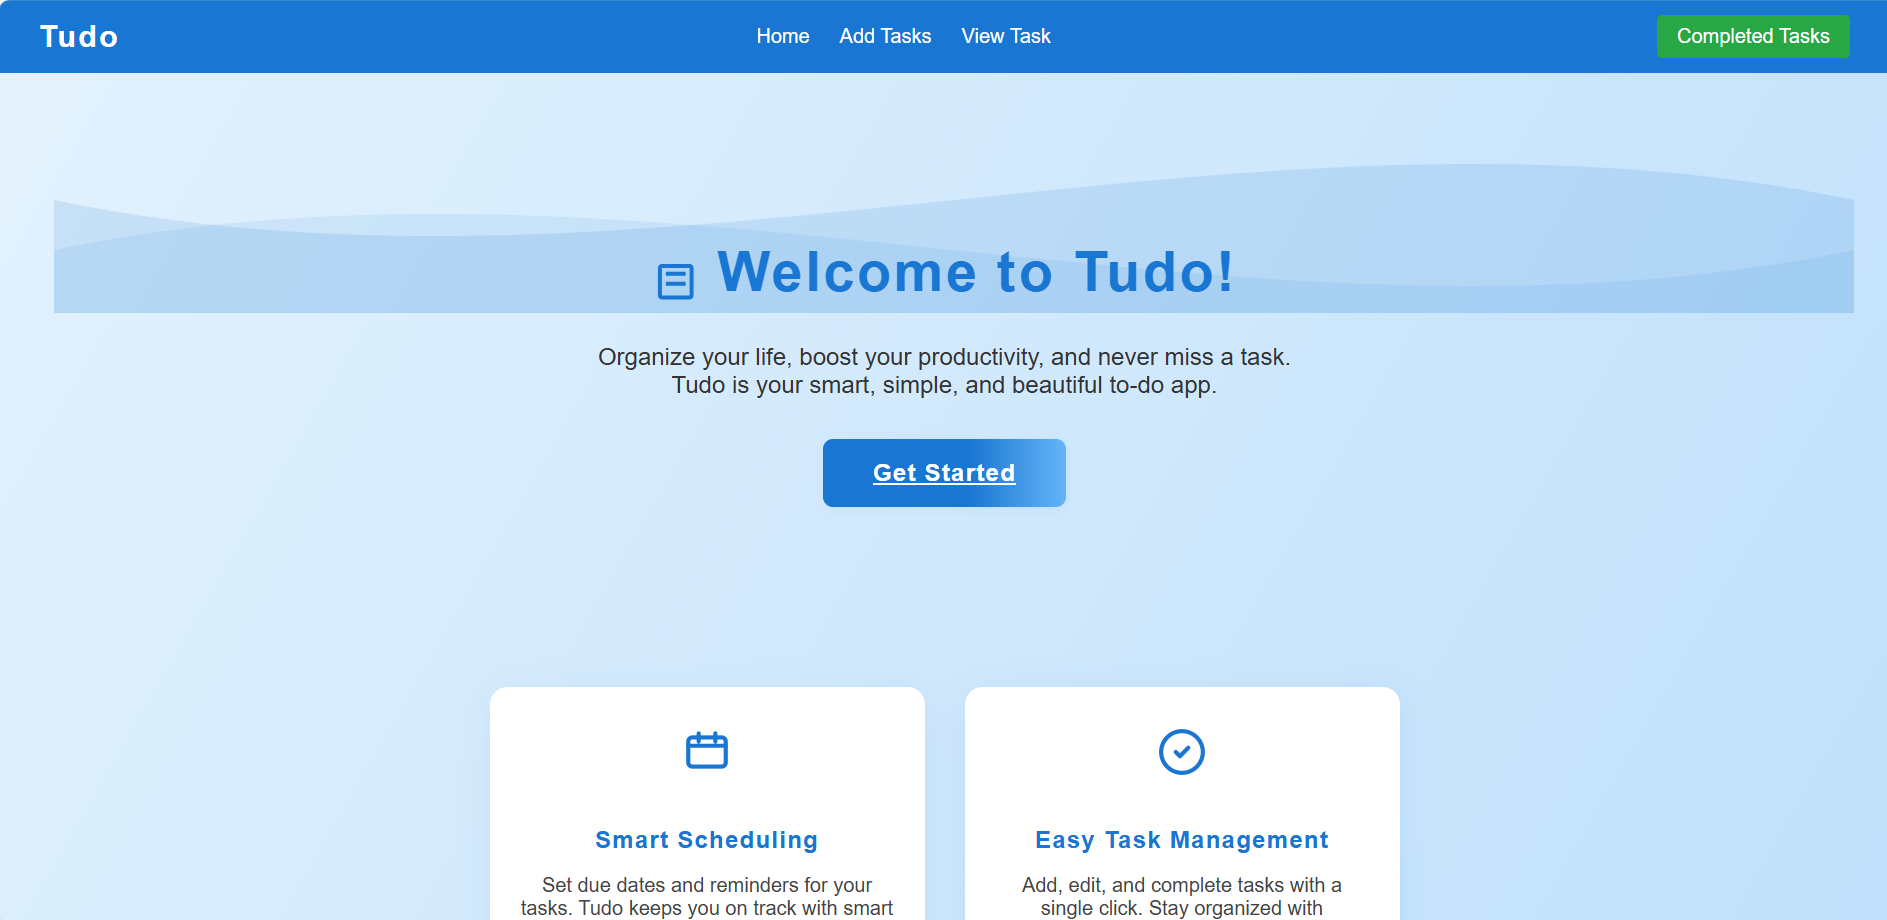 Tudo
Home
Add Tasks
View Task
Completed Tasks
Welcome to Tudo!
Organize your life, boost your productivity, and never miss a task.
Tudo is your smart, simple, and beautiful to-do app.
Get Started
Smart Scheduling
Set due dates and reminders for your
tasks. Tudo keeps you on track with smart
Easy Task Management
Add, edit, and complete tasks with a
single click. Stay organized with